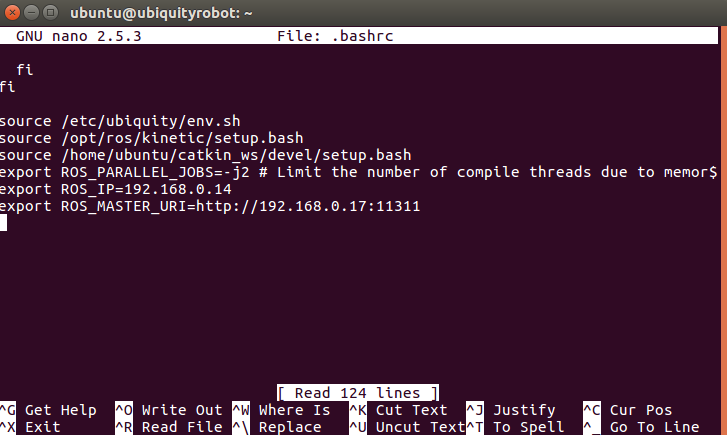 ubuntu@ubiquityrobot: ~
GNU nano 2.5.3 File: .bashrc
fi
fi
source /etc/ubiquity/env.sh
source /opt/ros/kinetic/setup.bash
source /home/ubuntu/catkin_ws/devel/setup.bash
export ROS_PARALLEL_JOBS=-j2 # Limit the number of compile threads due to memor$
export ROS_IP=192.168.0.14
export ROS_MASTER_URI=http://192.168.0.17:11311
[ Read 124 lines ]
^G Get Help ^O Write Out ^W Where Is ^K Cut Text ^J Justify ^C Cur Pos
^X Exit ^R Read File ^\ Replace ^U Uncut Text ^T To Spell ^_ Go To Line